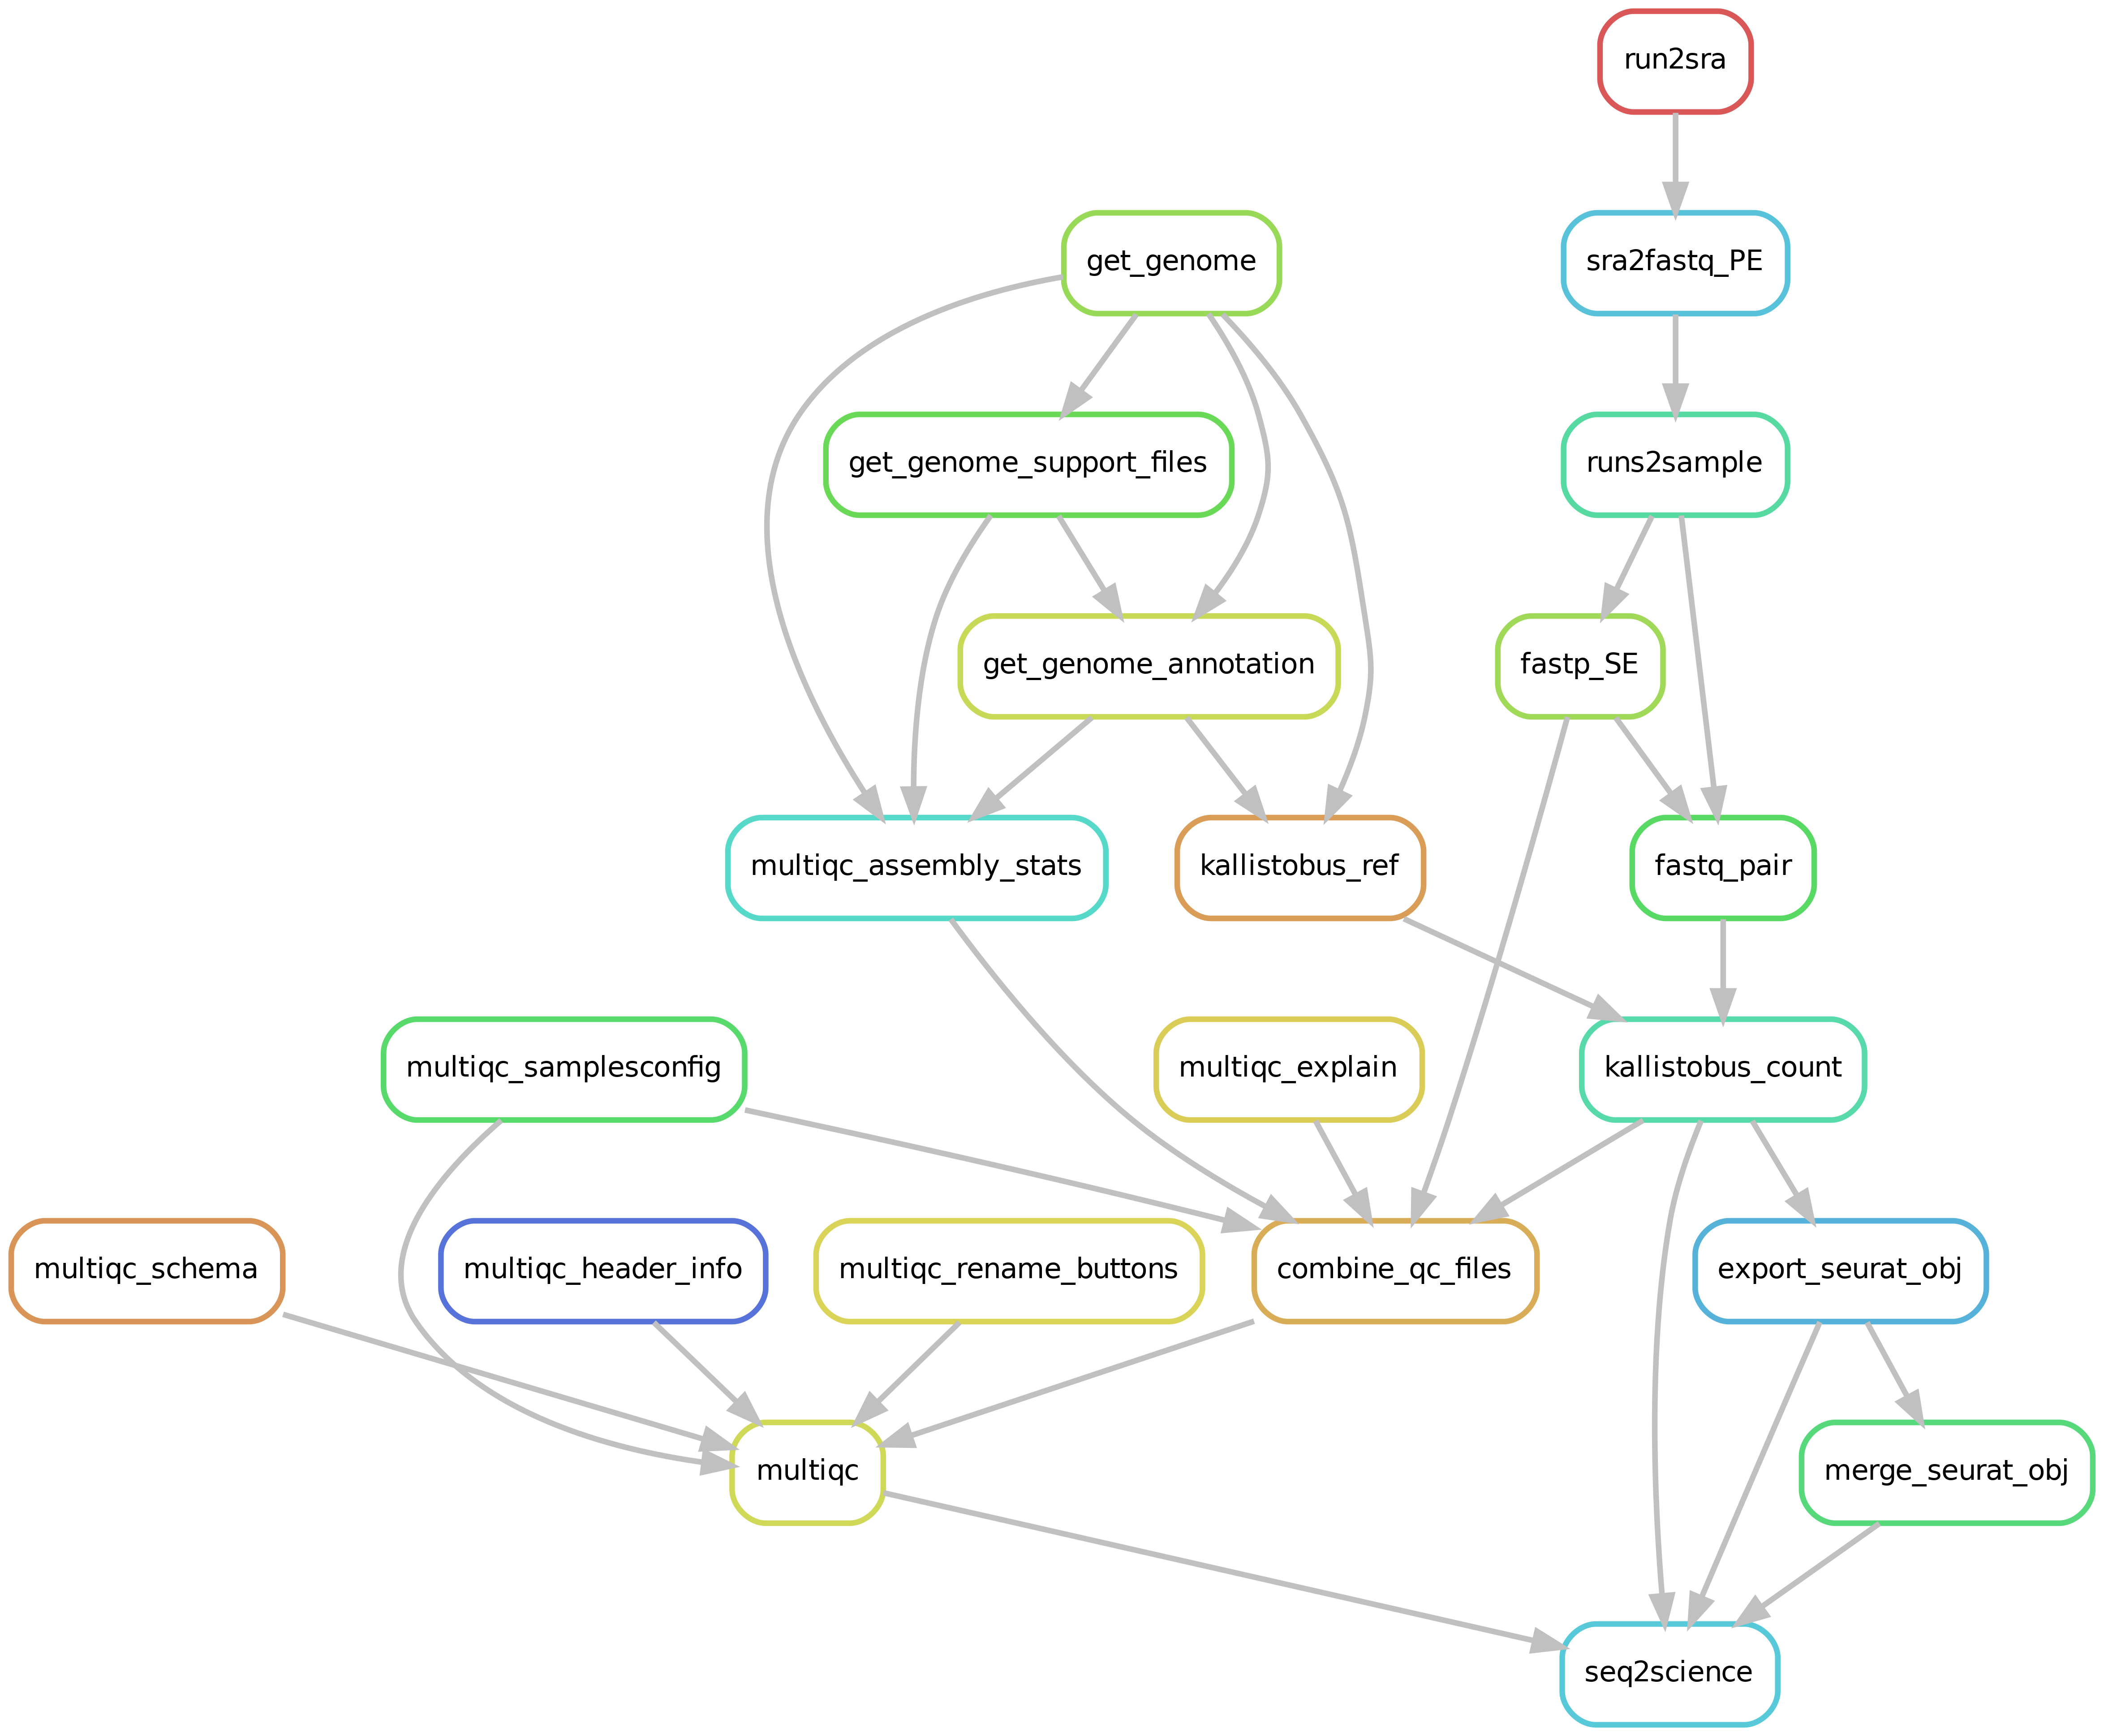 run2sra
get_genome
sra2fastq_PE
get_genome_support_files
runs2sample
get_genome_annotation
fastp_SE
multiqc_assembly_stats
kallistobus_ref
fastq_pair
multiqc_samplesconfig
multiqc_explain
kallistobus_count
multiqc_schema
multiqc_header_info
multiqc_rename_buttons
combine_qc_files
export_seurat_obj
multiqc
merge_seurat_obj
seq2science